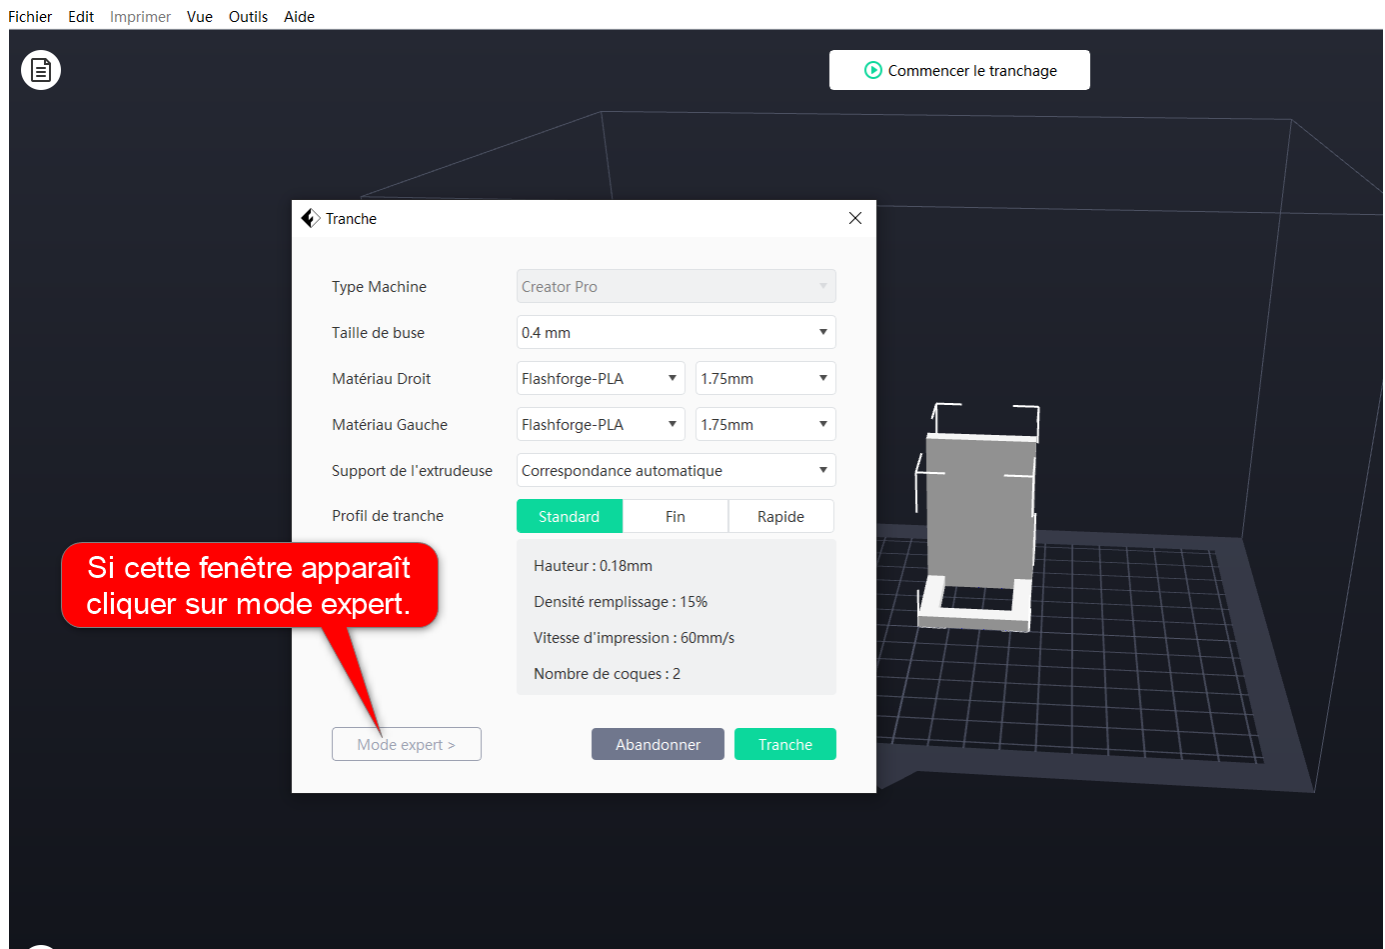 Fichier Edit Imprimer Vue Outils Aide
Commencer le tranchage
Tranche
Type Machine Creator Pro
Taille de buse 0.4 mm
Matériau Droit Flashforge-PLA 1.75mm
Matériau Gauche Flashforge-PLA 1.75mm
Support de l'extrudeuse Correspondance automatique
Profil de tranche Standard Fin Rapide
Si cette fenêtre apparaît
cliquer sur mode expert.
Hauteur : 0.18mm
Densité remplissage : 15%
Vitesse d'impression : 60mm/s
Nombre de coques : 2
Mode expert > Abandonner Tranche